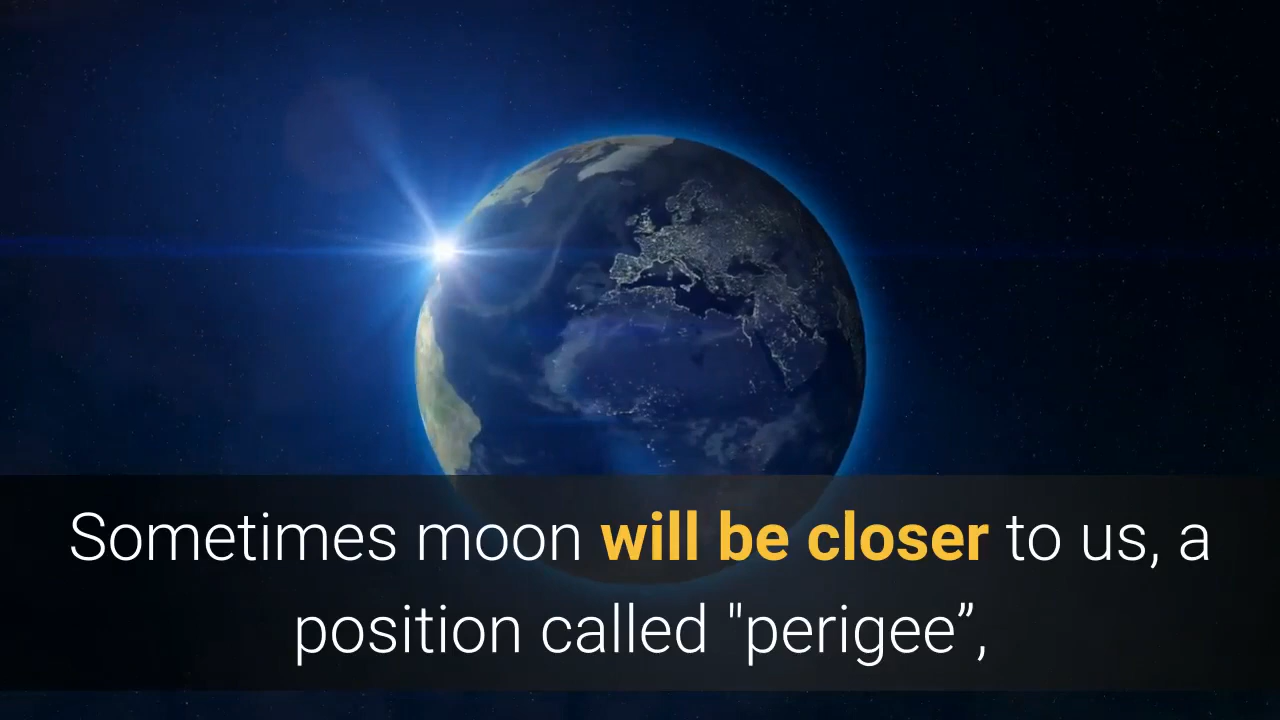 Sometimes moon will be closer to us, a
position called "perigee”,